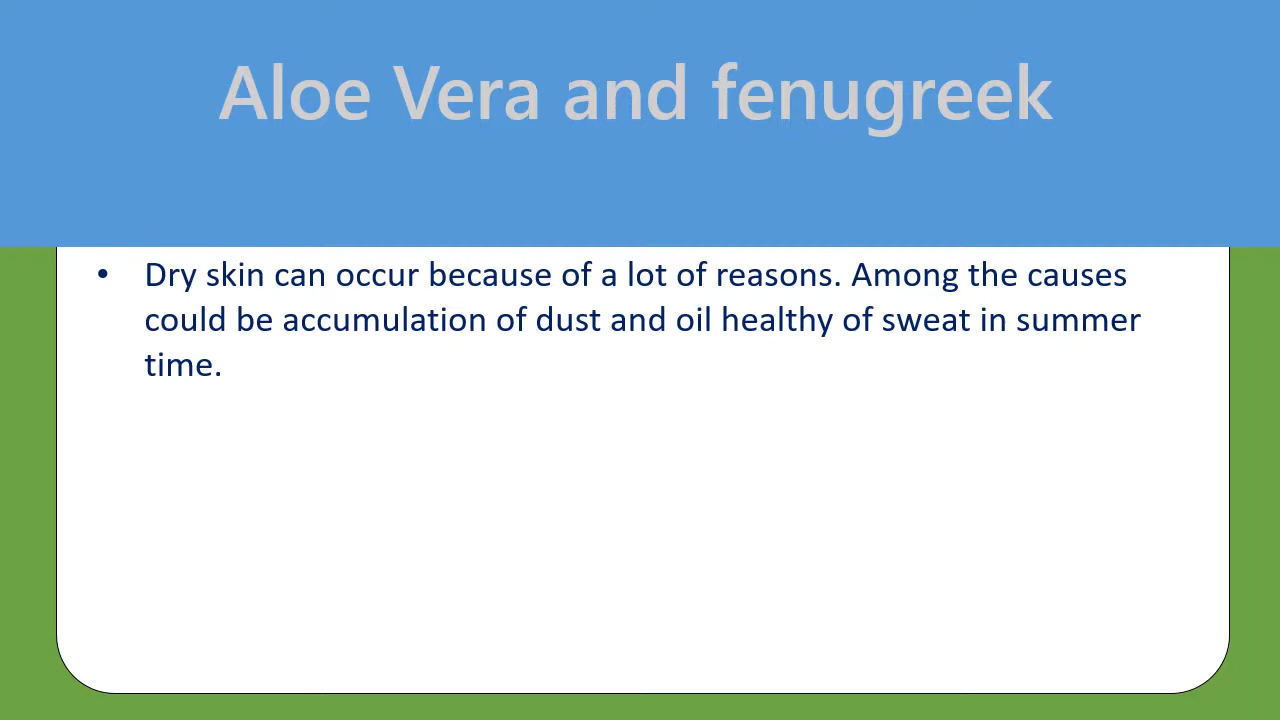 Aloe Vera and fenugreek
• Dry skin can occur because of a lot of reasons. Among the causes
could be accumulation of dust and oil healthy of sweat in summer
time.